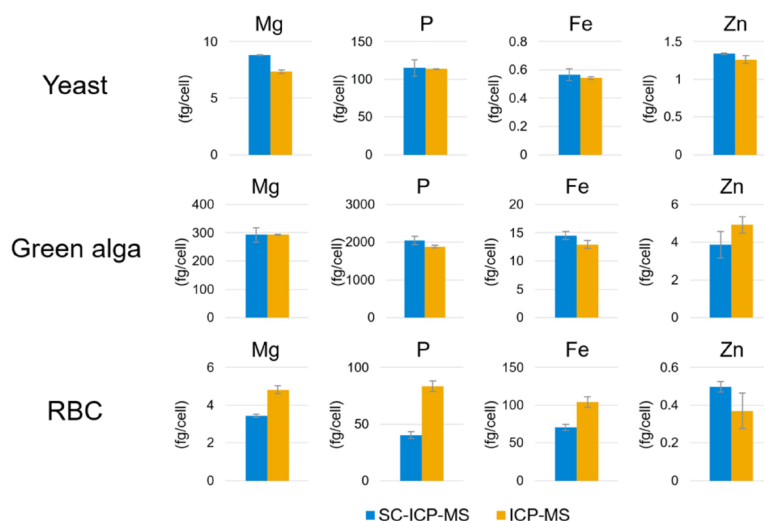 Mg P Fe Zn
Yeast
(fg/cell) 10 5 0
(fg/cell) 150 100 50 0
(fg/cell) 0.8 0.6 0.4 0.2 0
(fg/cell) 1.5 1 0.5 0
Mg P Fe Zn
Green alga
(fg/cell) 400 300 200 100 0
(fg/cell) 3000 2000 1000 0
(fg/cell) 20 15 10 5 0
(fg/cell) 6 4 2 0
Mg P Fe Zn
RBC
(fg/cell) 6 4 2 0
(fg/cell) 100 50 0
(fg/cell) 150 100 50 0
(fg/cell) 0.6 0.4 0.2 0
SC-ICP-MS ICP-MS